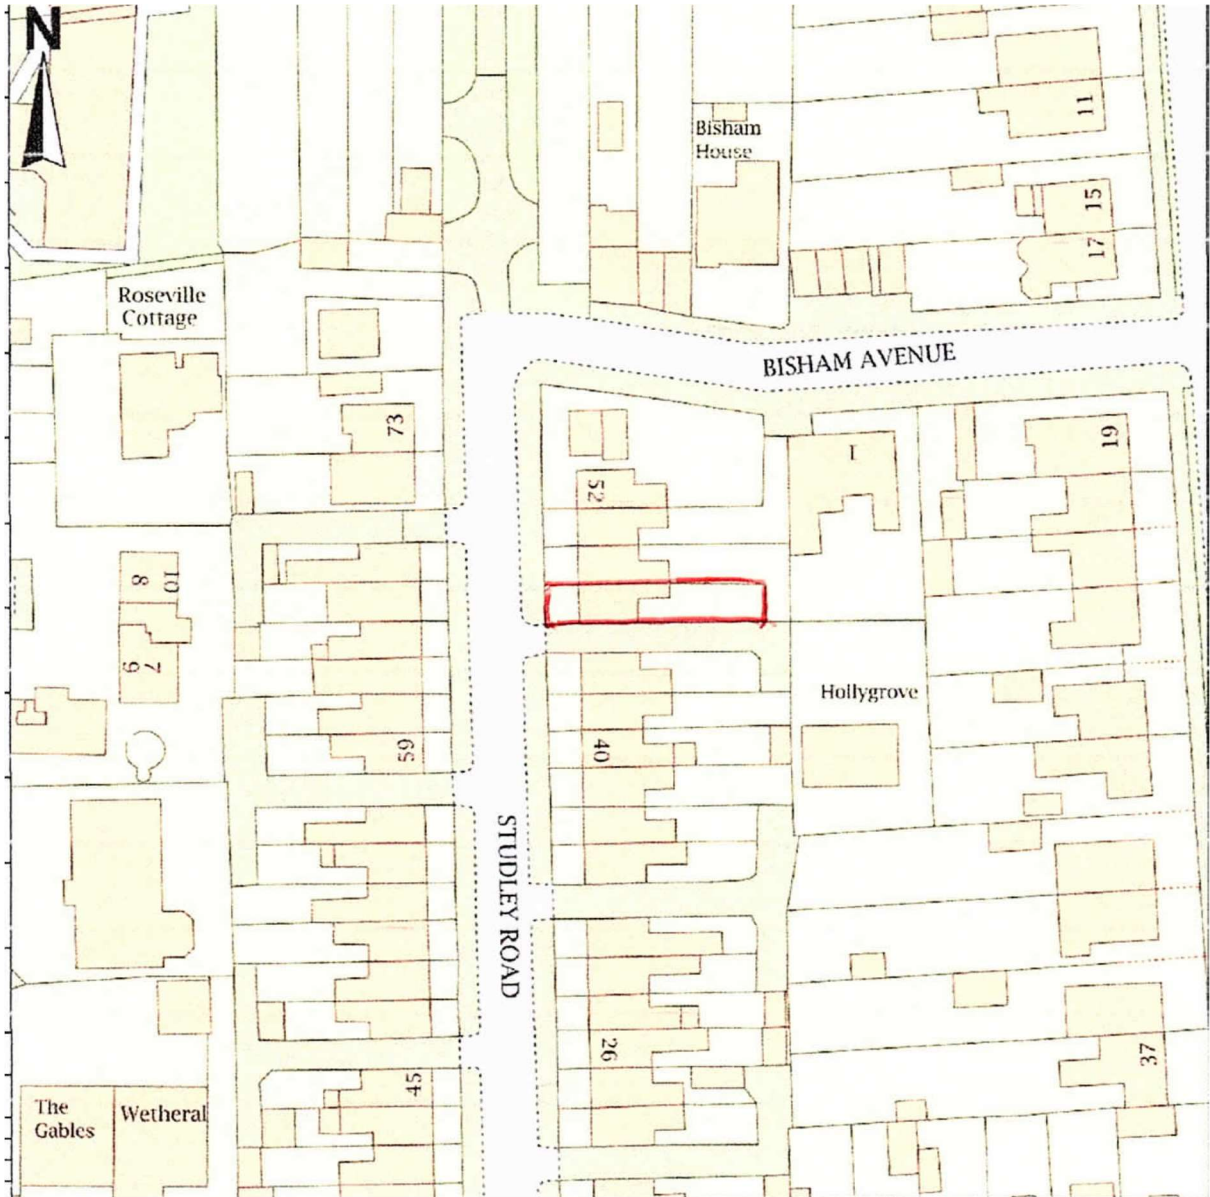 N
Bisham
House
11
15
17
Roseville
Cottage
BISHAM AVENUE
73
52
1
19
10
8
7
9
Hollygrove
59
40
STUDLEY ROAD
26
37
45
The
Gables
Wetheral